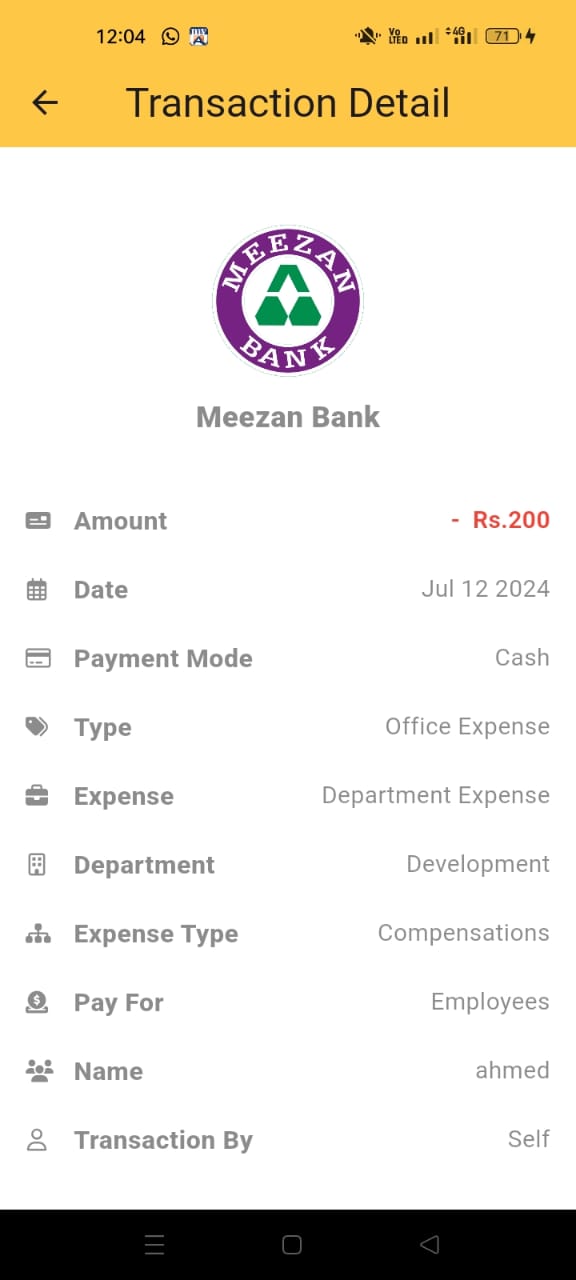 12:04
Vo LTED 4G 71
Transaction Detail
MEEZAN
BANK
Meezan Bank
Amount - Rs.200
Date Jul 12 2024
Payment Mode Cash
Type Office Expense
Expense Department Expense
Department Development
Expense Type Compensations
Pay For Employees
Name ahmed
Transaction By Self